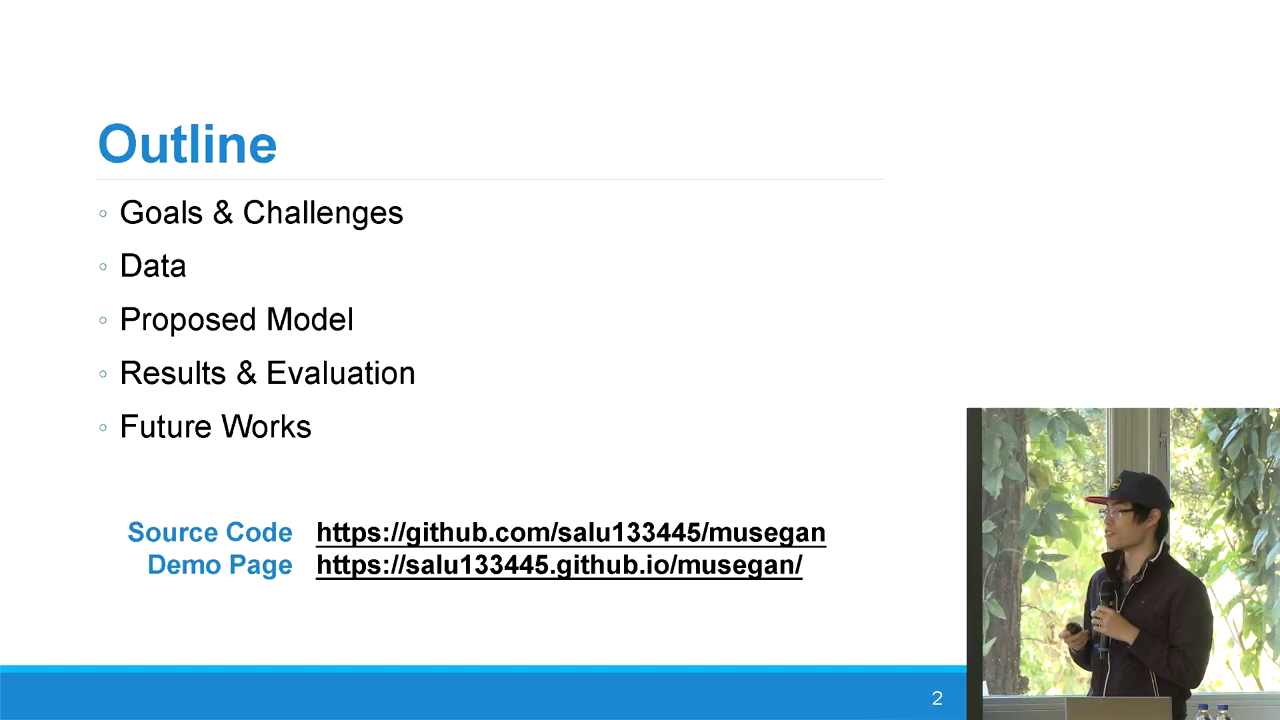 Outline
◦ Goals & Challenges
◦ Data
◦ Proposed Model
◦ Results & Evaluation
◦ Future Works
Source Code https://github.com/salu133445/musegan
Demo Page https://salu133445.github.io/musegan/
2